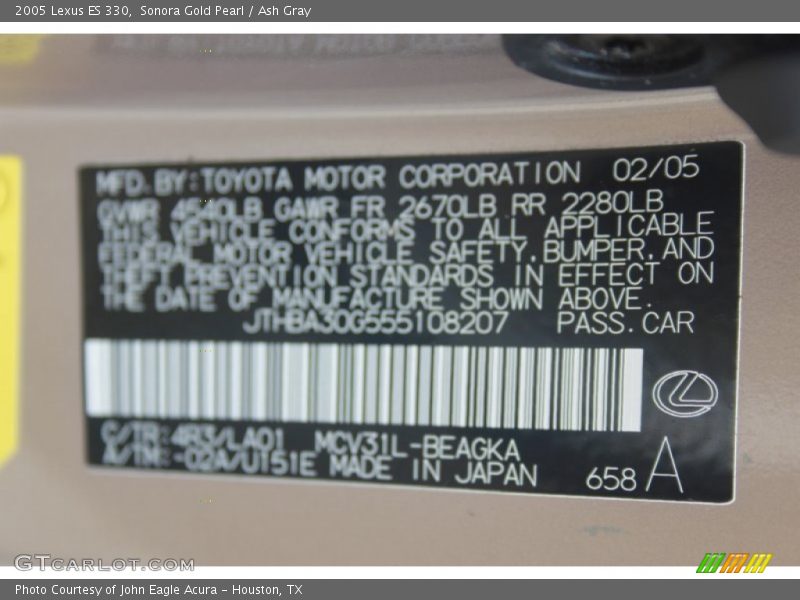 2005 Lexus ES 330, Sonora Gold Pearl / Ash Gray
MFD. BY: TOYOTA MOTOR CORPORATION 02/05
GVWR 4540LB GAWR FR 2670LB RR 2280LB
THIS VEHICLE CONFORMS TO ALL APPLICABLE
FEDERAL MOTOR VEHICLE SAFETY, BUMPER, AND
THEFT PREVENTION STANDARDS IN EFFECT ON
THE DATE OF MANUFACTURE SHOWN ABOVE.
JTHBA30G555108207 PASS. CAR
C/TR: 4R3/LA01 MCV31L-BEAGKA
A/TM: -02A/U151E MADE IN JAPAN
658 A
GTCARLOT.COM
Photo Courtesy of John Eagle Acura - Houston, TX